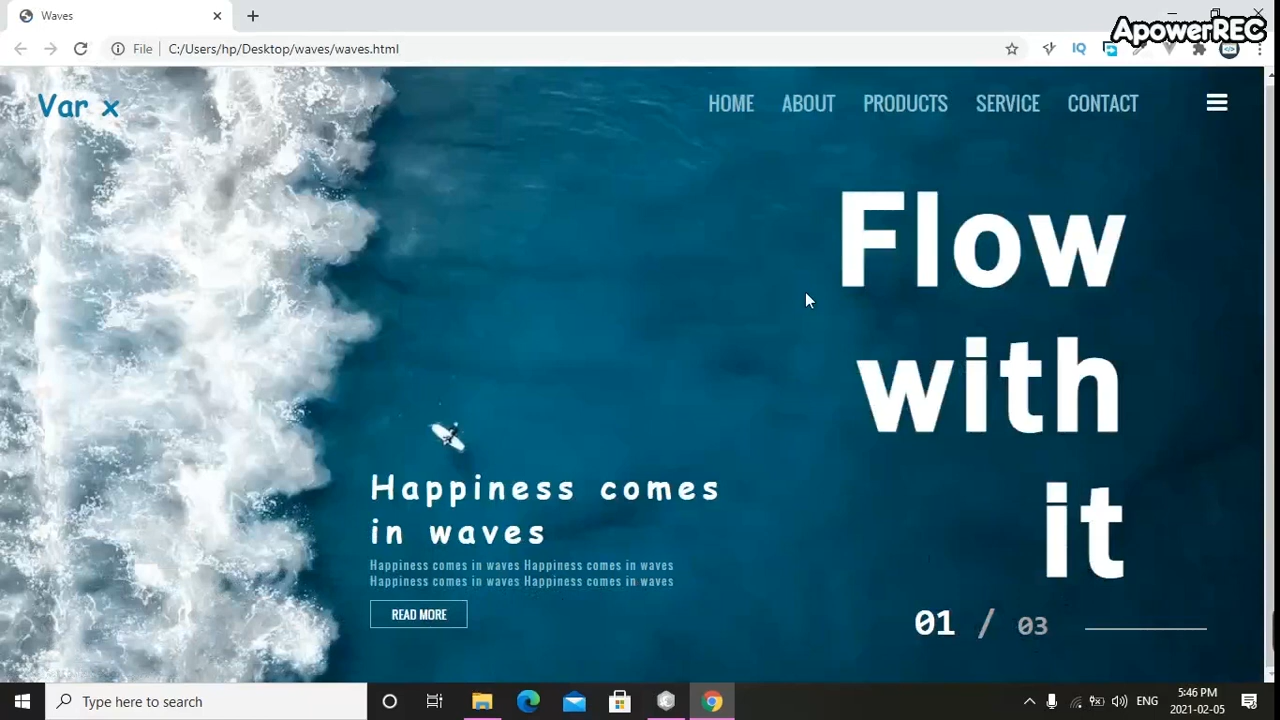 Waves
ApowerREC
File
C:/Users/hp/Desktop/waves/waves.html
IQ
Var x
HOME ABOUT PRODUCTS SERVICE CONTACT
Flow
with
it
Happiness comes
in waves
Happiness comes in waves Happiness comes in waves
Happiness comes in waves Happiness comes in waves
READ MORE
01 / 03
Type here to search
ENG
5:46 PM
2021-02-05